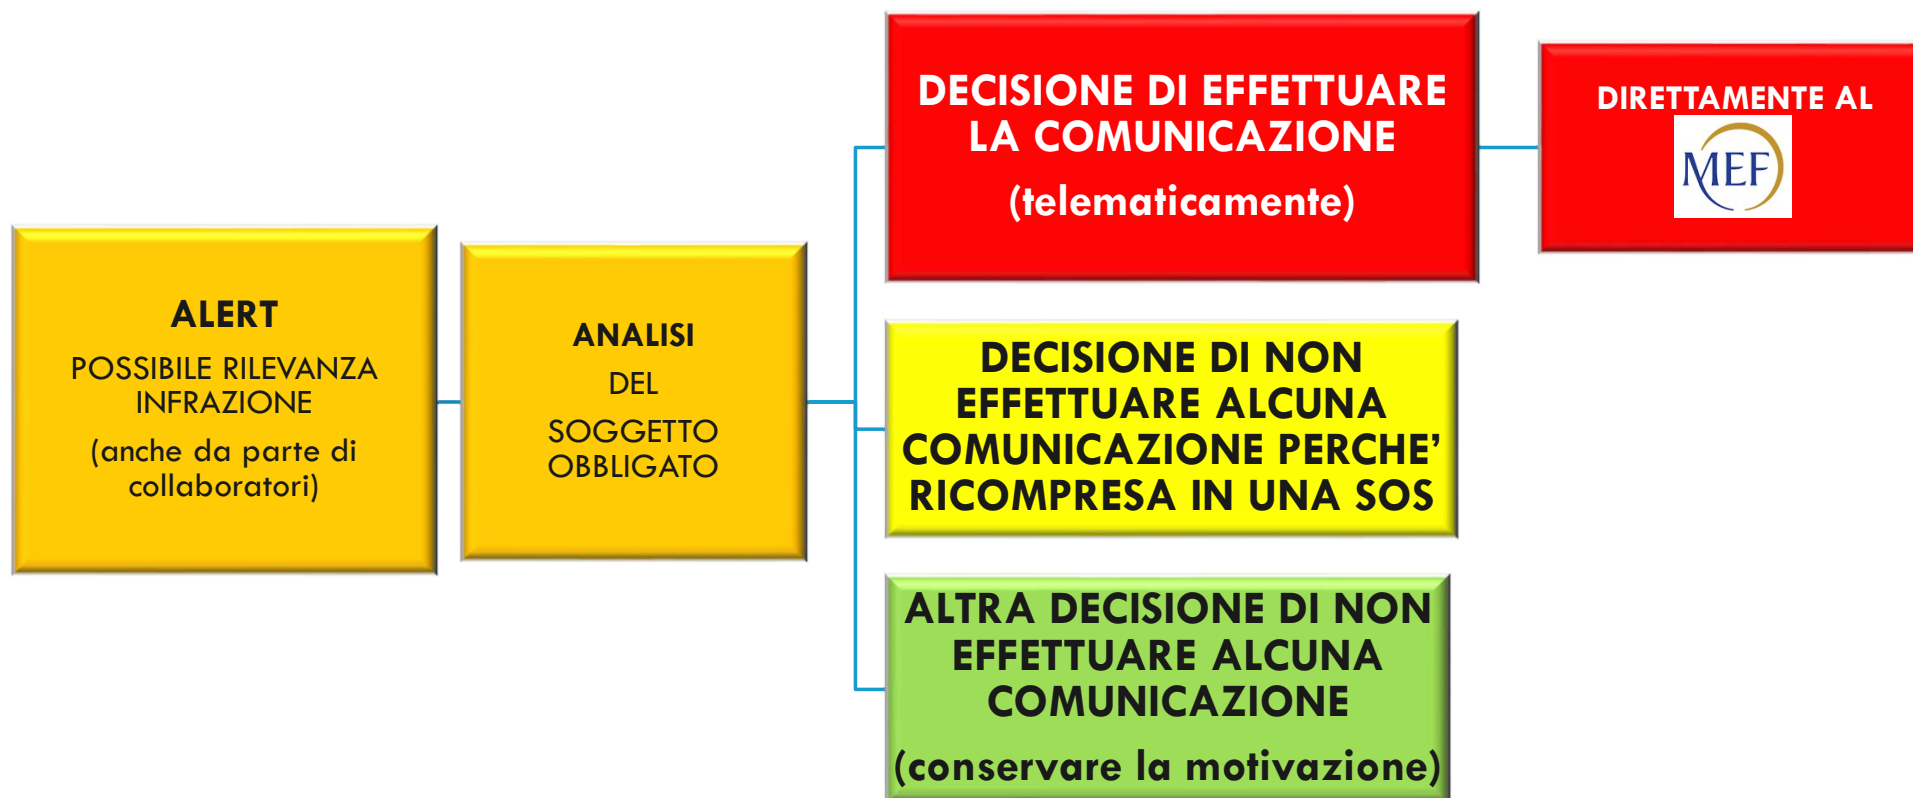 ALERT
POSSIBILE RILEVANZA
INFRAZIONE
(anche da parte di
collaboratori)
ANALISI
DEL
SOGGETTO
OBBLIGATO
DECISIONE DI EFFETTUARE
LA COMUNICAZIONE
(telematicamente)
DIRETTAMENTE AL
MEF
DECISIONE DI NON
EFFETTUARE ALCUNA
COMUNICAZIONE PERCHE’
RICOMPRESA IN UNA SOS
ALTRA DECISIONE DI NON
EFFETTUARE ALCUNA
COMUNICAZIONE
(conservare la motivazione)